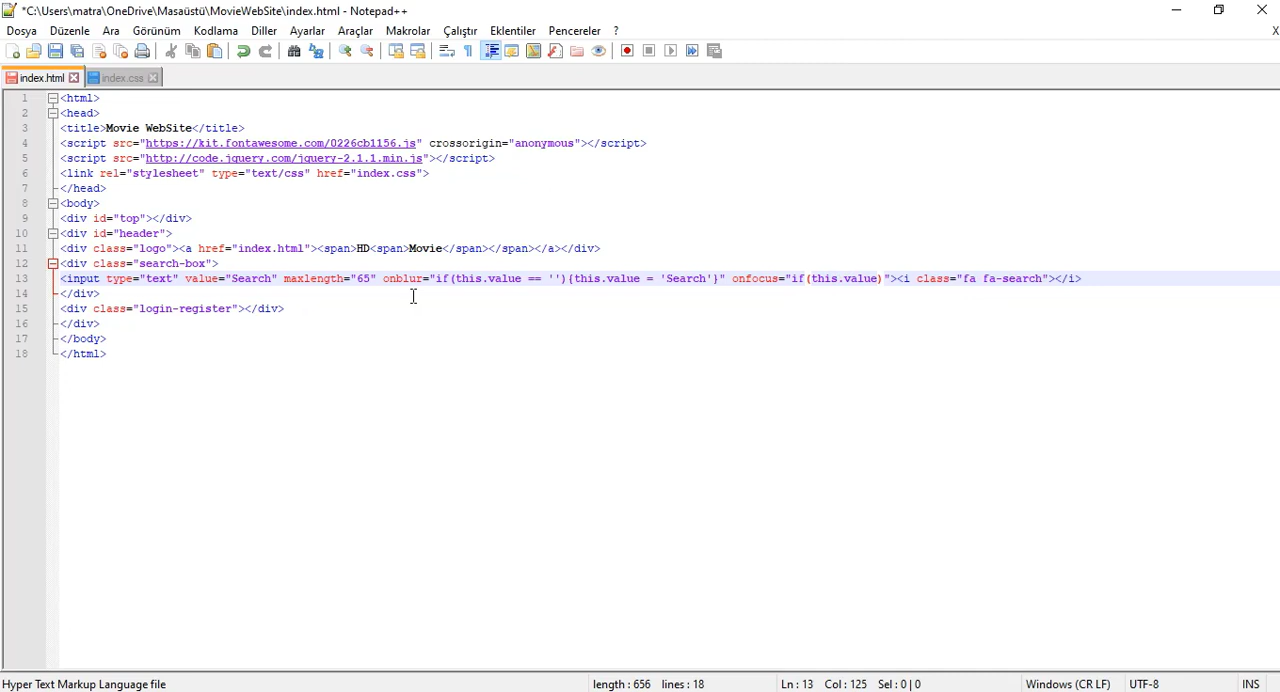 *C:\Users\matra\OneDrive\Masaüstü\MovieWebSite\index.html - Notepad++
Dosya Düzenle Ara Görünüm Kodlama Diller Ayarlar Araçlar Makrolar Çalıştır Eklentiler Pencereler ? X
index.html index.css
1 <html>
2 <head>
3 <title>Movie WebSite</title>
4 <script src="https://kit.fontawesome.com/0226cb1156.js" crossorigin="anonymous"></script>
5 <script src="http://code.jquery.com/jquery-2.1.1.min.js"></script>
6 <link rel="stylesheet" type="text/css" href="index.css">
7 </head>
8 <body>
9 <div id="top"></div>
10 <div id="header">
11 <div class="logo"><a href="index.html"><span>HD<span>Movie</span></span></a></div>
12 <div class="search-box">
13 <input type="text" value="Search" maxlength="65" onblur="if(this.value == ''){this.value = 'Search'}" onfocus="if(this.value)"><i class="fa fa-search"></i>
14 </div>
15 <div class="login-register"></div>
16 </div>
17 </body>
18 </html>
Hyper Text Markup Language file length : 656 lines : 18 Ln : 13 Col : 125 Sel : 0 | 0 Windows (CR LF) UTF-8 INS